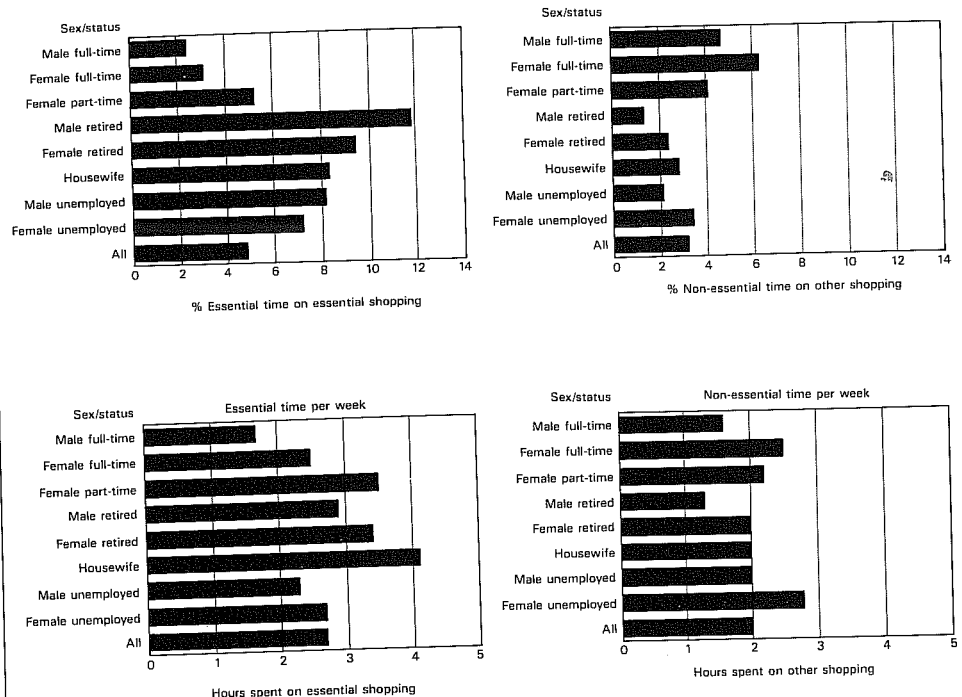 Sex/status
Male full-time
Female full-time
Female part-time
Male retired
Female retired
Housewife
Male unemployed
Female unemployed
All
0 2 4 6 8 10 12 14
% Essential time on essential shopping
Sex/status
Male full-time
Female full-time
Female part-time
Male retired
Female retired
Housewife
Male unemployed
Female unemployed
All
0 2 4 6 8 10 12 14
% Non-essential time on other shopping
Sex/status
Essential time per week
Male full-time
Female full-time
Female part-time
Male retired
Female retired
Housewife
Male unemployed
Female unemployed
All
0 1 2 3 4 5
Hours spent on essential shopping
Sex/status
Non-essential time per week
Male full-time
Female full-time
Female part-time
Male retired
Female retired
Housewife
Male unemployed
Female unemployed
All
0 1 2 3 4 5
Hours spent on other shopping